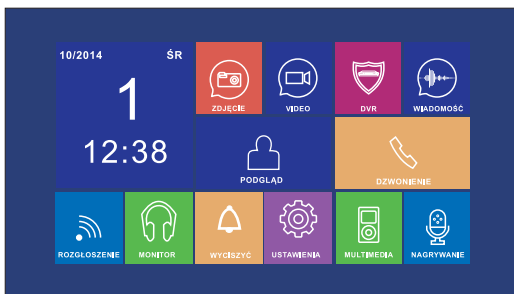 10/2014 ŚR
1
12:38
ZDJĘCIE
VIDEO
DVR
WIADOMOŚĆ
PODGLĄD
DZWONIENIE
ROZGŁOSZENIE
MONITOR
WYCISZYĆ
USTAWIENIA
MULTIMEDIA
NAGRYWANIE